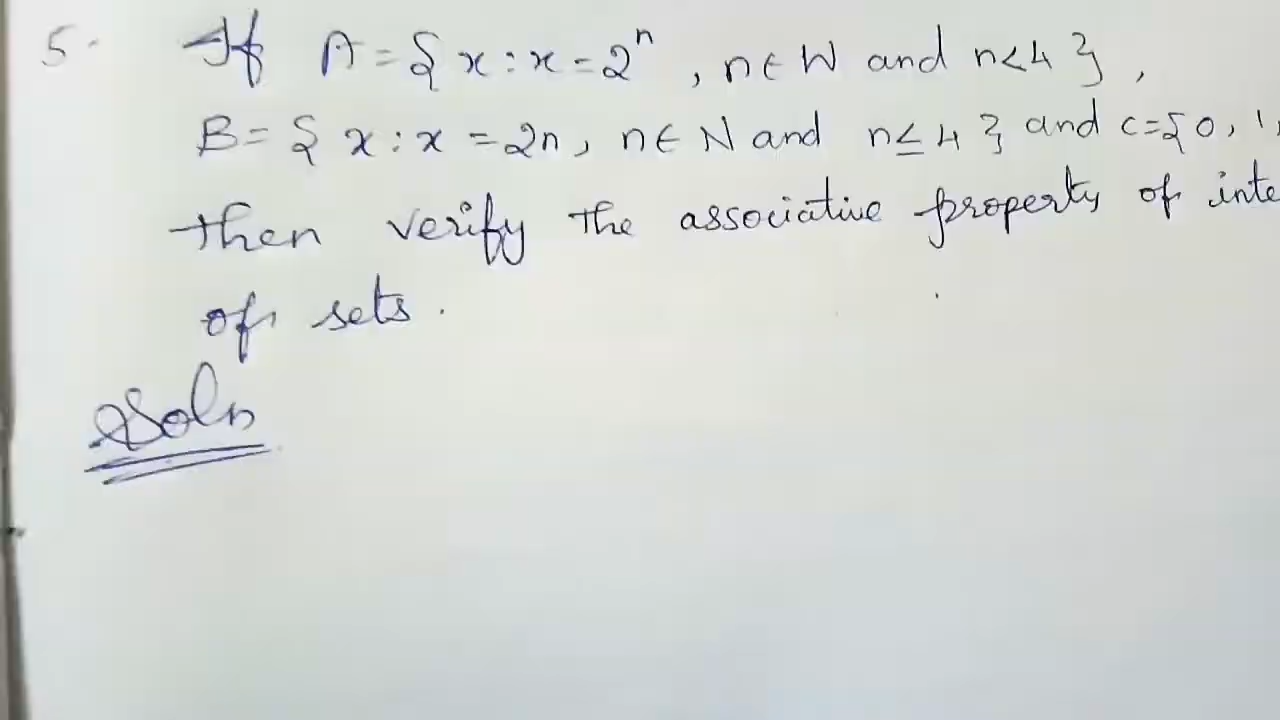 5. If A = { x : x = 2ⁿ , n ∈ W and n < 4 } ,
B = { x : x = 2n, n ∈ N and n ≤ 4 } and c = { 0, 1,
then verify the associative property of inte
of sets.
Soln